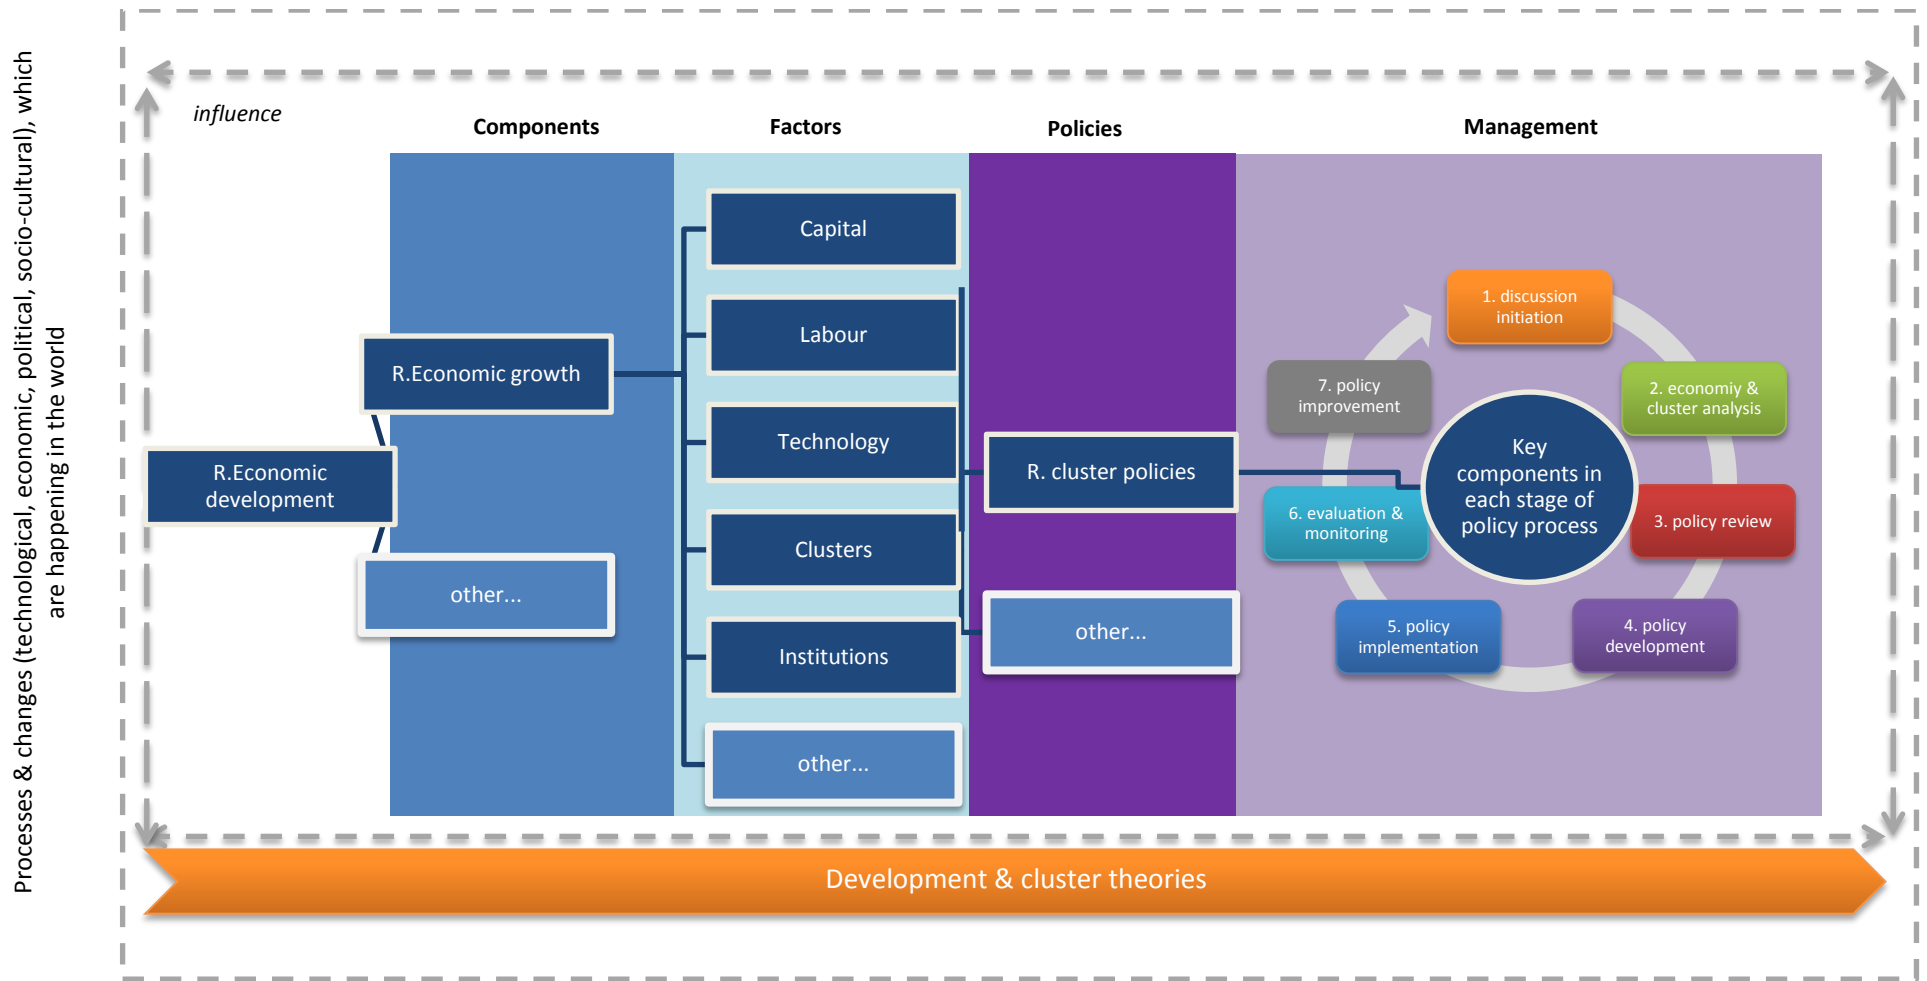 Processes & changes (technological, economic, political, socio-cultural), which
are happening in the world
influence
Components
Factors
Policies
Management
R.Economic
development
R.Economic growth
other...
Capital
Labour
Technology
Clusters
Institutions
other...
R. cluster policies
other...
1. discussion
initiation
2. economiy &
cluster analysis
3. policy review
4. policy
development
5. policy
implementation
6. evaluation &
monitoring
7. policy
improvement
Key
components in
each stage of
policy process
Development & cluster theories